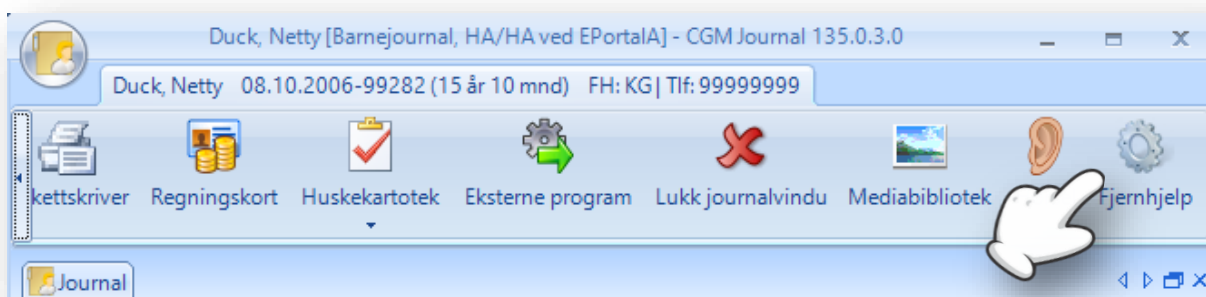 Duck, Netty [Barnejournal, HA/HA ved EPortalA] - CGM Journal 135.0.3.0
Duck, Netty 08.10.2006-99282 (15 år 10 mnd) FH: KG| Tlf: 99999999
kettskriver Regningskort Huskekartotek Eksterne program Lukk journalvindu Mediabibliotek Fjernhjelp
Journal